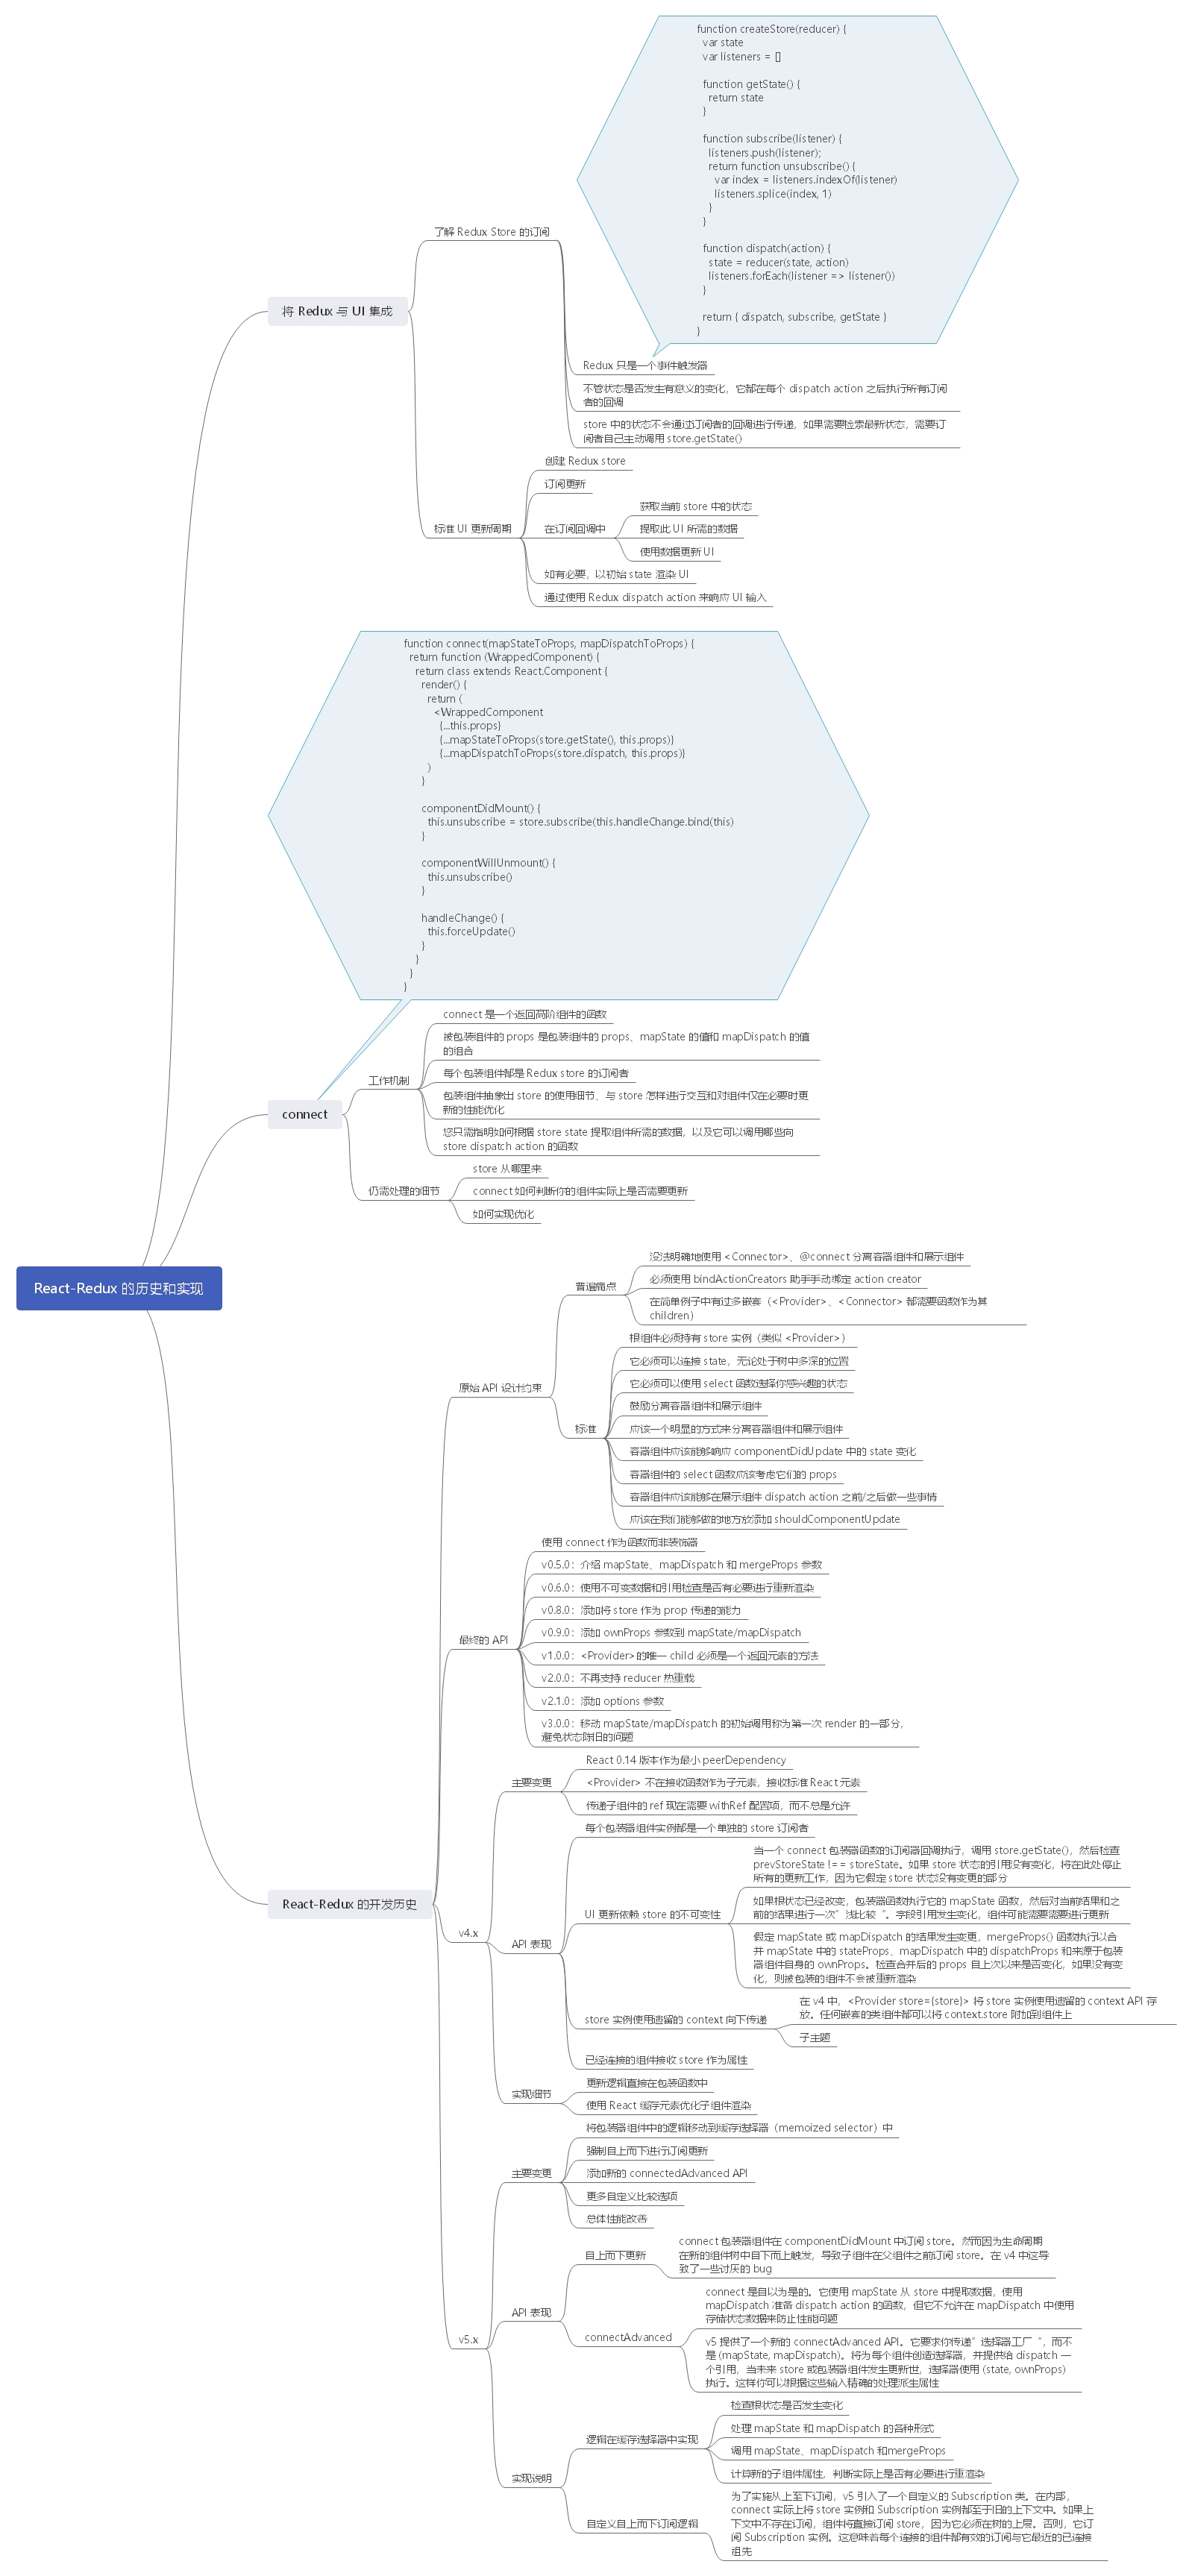 function createStore(reducer) {
var state
var listeners = []
function getState() {
return state
}
function subscribe(listener) {
listeners.push(listener);
return function unsubscribe() {
var index = listeners.indexOf(listener)
listeners.splice(index, 1)
}
}
function dispatch(action) {
state = reducer(state, action)
listeners.forEach(listener => listener())
}
return { dispatch, subscribe, getState }
}
将 Redux 与 UI 集成
了解 Redux Store 的订阅
Redux 只是一个事件触发器
不管状态是否发生有意义的变化，它都在每个 dispatch action 之后执行所有订阅
者的回调
store 中的状态不会通过订阅者的回调进行传递，如果需要检索最新状态，需要订
阅者自己主动调用 store.getState()
标准 UI 更新周期
创建 Redux store
订阅更新
在订阅回调中
获取当前 store 中的状态
提取此 UI 所需的数据
使用数据更新 UI
如有必要，以初始 state 渲染 UI
通过使用 Redux dispatch action 来响应 UI 输入
function connect(mapStateToProps, mapDispatchToProps) {
return function (WrappedComponent) {
return class extends React.Component {
render() {
return (
<WrappedComponent
{...this.props}
{...mapStateToProps(store.getState(), this.props)}
{...mapDispatchToProps(store.dispatch, this.props)}
)
}
componentDidMount() {
this.unsubscribe = store.subscribe(this.handleChange.bind(this)
}
componentWillUnmount() {
this.unsubscribe()
}
handleChange() {
this.forceUpdate()
}
}
}
}
connect
工作机制
connect 是一个返回高阶组件的函数
被包装组件的 props 是包装组件的 props、mapState 的值和 mapDispatch 的值
的组合
每个包装组件都是 Redux store 的订阅者
包装组件抽象出 store 的使用细节、与 store 怎样进行交互和对组件仅在必要时更
新的性能优化
您只需指明如何根据 store state 提取组件所需的数据，以及它可以调用哪些向
store dispatch action 的函数
仍需处理的细节
store 从哪里来
connect 如何判断你的组件实际上是否需要更新
如何实现优化
React-Redux 的历史和实现
React-Redux 的开发历史
原始 API 设计约束
普遍痛点
没法明确地使用 <Connector>、@connect 分离容器组件和展示组件
必须使用 bindActionCreators 助手手动绑定 action creator
在简单例子中有过多嵌套（<Provider>、<Connector> 都需要函数作为其
children）
标准
根组件必须持有 store 实例（类似 <Provider>）
它必须可以连接 state，无论处于树中多深的位置
它必须可以使用 select 函数选择你感兴趣的状态
鼓励分离容器组件和展示组件
应该一个明显的方式来分离容器组件和展示组件
容器组件应该能够响应 componentDidUpdate 中的 state 变化
容器组件的 select 函数应该考虑它们的 props
容器组件应该能够在展示组件 dispatch action 之前/之后做一些事情
应该在我们能够做的地方放添加 shouldComponentUpdate
最终的 API
使用 connect 作为函数而非装饰器
v0.5.0：介绍 mapState、mapDispatch 和 mergeProps 参数
v0.6.0：使用不可变数据和引用检查是否有必要进行重新渲染
v0.8.0：添加将 store 作为 prop 传递的能力
v0.9.0：添加 ownProps 参数到 mapState/mapDispatch
v1.0.0：<Provider>的唯一 child 必须是一个返回元素的方法
v2.0.0：不再支持 reducer 热重载
v2.1.0：添加 options 参数
v3.0.0：移动 mapState/mapDispatch 的初始调用称为第一次 render 的一部分，
避免状态陈旧的问题
v4.x
主要变更
React 0.14 版本作为最小 peerDependency
<Provider> 不在接收函数作为子元素，接收标准 React 元素
传递子组件的 ref 现在需要 withRef 配置项，而不总是允许
API 表现
每个包装器组件实例都是一个单独的 store 订阅者
UI 更新依赖 store 的不可变性
当一个 connect 包装器函数的订阅器回调执行，调用 store.getState()，然后检查
prevStoreState !== storeState。如果 store 状态的引用没有变化，将在此处停止
所有的更新工作，因为它假定 store 状态没有变更的部分
如果根状态已经改变，包装器函数执行它的 mapState 函数，然后对当前结果和之
前的结果进行一次”浅比较“。字段引用发生变化，组件可能需要需要进行更新
假定 mapState 或 mapDispatch 的结果发生变更，mergeProps() 函数执行以合
并 mapState 中的 stateProps、mapDispatch 中的 dispatchProps 和来源于包装
器组件自身的 ownProps。检查合并后的 props 自上次以来是否变化，如果没有变
化，则被包装的组件不会被重新渲染
store 实例使用遗留的 context 向下传递
在 v4 中，<Provider store={store}> 将 store 实例使用遗留的 context API 存
放。任何嵌套的类组件都可以将 context.store 附加到组件上
子主题
已经连接的组件接收 store 作为属性
实现细节
更新逻辑直接在包装函数中
使用 React 缓存元素优化子组件渲染
v5.x
主要变更
将包装器组件中的逻辑移动到缓存选择器（memoized selector）中
强制自上而下进行订阅更新
添加新的 connectedAdvanced API
更多自定义比较选项
总体性能改善
API 表现
自上而下更新
connect 包装器组件在 componentDidMount 中订阅 store。然而因为生命周期
在新的组件树中自下而上触发，导致子组件在父组件之前订阅 store。在 v4 中这导
致了一些讨厌的 bug
connectAdvanced
connect 是自以为是的。它使用 mapState 从 store 中提取数据，使用
mapDispatch 准备 dispatch action 的函数，但它不允许在 mapDispatch 中使用
存储状态数据来防止性能问题
v5 提供了一个新的 connectAdvanced API。它要求你传递”选择器工厂“，而不
是 (mapState, mapDispatch)。将为每个组件创造选择器，并提供给 dispatch 一
个引用，当未来 store 或包装器组件发生更新世，选择器使用 (state, ownProps)
执行。这样你可以根据这些输入精确的处理派生属性
实现说明
逻辑在缓存选择器中实现
检查根状态是否发生变化
处理 mapState 和 mapDispatch 的各种形式
调用 mapState、mapDispatch 和mergeProps
计算新的子组件属性，判断实际上是否有必要进行重渲染
自定义自上而下订阅逻辑
为了实施从上至下订阅，v5 引入了一个自定义的 Subscription 类。在内部，
connect 实际上将 store 实例和 Subscription 实例都至于旧的上下文中。如果上
下文中不存在订阅，组件将直接订阅 store，因为它必须在树的上层。否则，它订
阅 Subscription 实例。这意味着每个连接的组件都有效的订阅与它最近的已连接
祖先